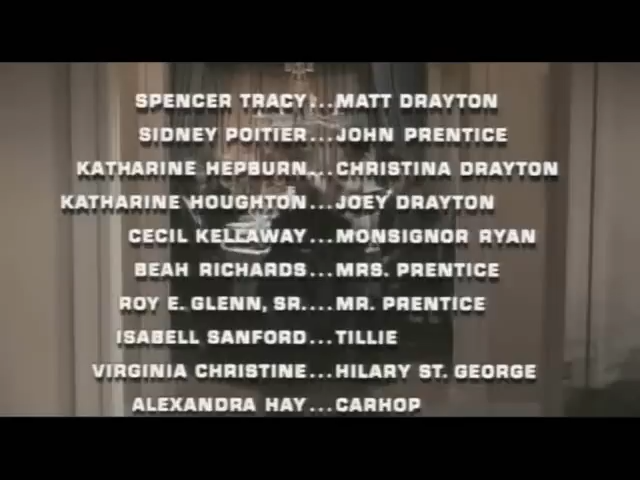 SPENCER TRACY...MATT DRAYTON
SIDNEY POITIER...JOHN PRENTICE
KATHARINE HEPBURN...CHRISTINA DRAYTON
KATHARINE HOUGHTON...JOEY DRAYTON
CECIL KELLAWAY...MONSIGNOR RYAN
BEAH RICHARDS...MRS. PRENTICE
ROY E. GLENN, SR....MR. PRENTICE
ISABELL SANFORD...TILLIE
VIRGINIA CHRISTINE...HILARY ST. GEORGE
ALEXANDRA HAY...CARHOP